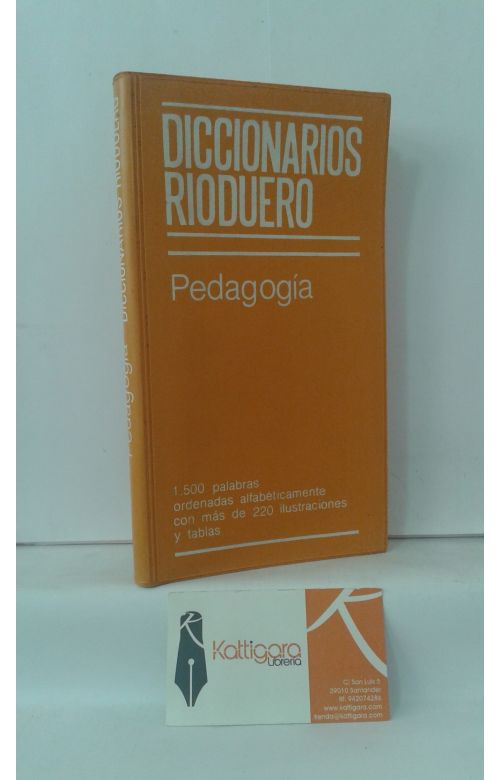 DICCIONARIOS
RIODUERO
Pedagogía
1.500 palabras
ordenadas alfabéticamente
con más de 220 ilustraciones
y tablas
Pedagogía DICCIONARIOS RIODUERO
Kattigara
Librería
C/ San Luis 5
39010 Santander
tlf: 942074286
www.kattigara.com
tienda@kattigara.com